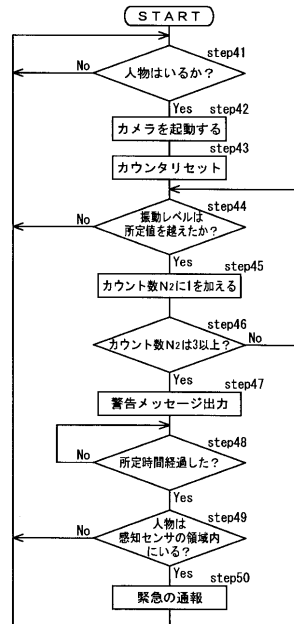 START
step41
人物はいるか？
No
Yes
step42
カメラを起動する
step43
カウンタリセット
step44
振動レベルは
所定値を越えたか？
No
Yes
step45
カウント数N2に1を加える
step46
カウント数N2は3以上？
No
Yes
step47
警告メッセージ出力
step48
所定時間経過した？
No
Yes
step49
人物は
感知センサの領域内
にいる？
No
Yes
step50
緊急の通報